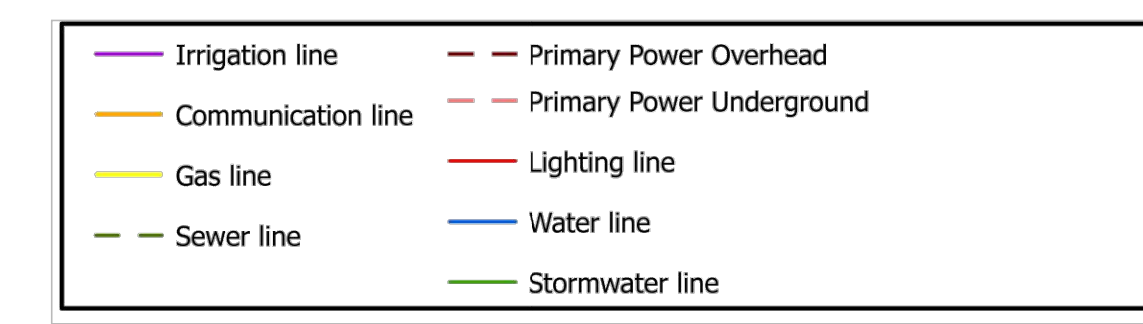 Irrigation line
Communication line
Gas line
Sewer line
Primary Power Overhead
Primary Power Underground
Lighting line
Water line
Stormwater line